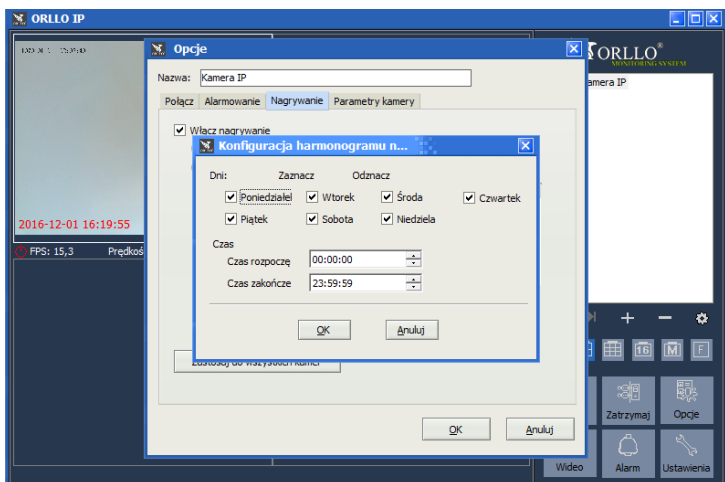 ORLLO IP
ORLLO®
MONITORING SYSTEM
Opcje
Nazwa: Kamera IP
Połącz Alarmowanie Nagrywanie Parametry kamery
Włącz nagrywanie
Konfiguracja harmonogramu n...
Dni: Zaznacz Odznacz
Poniedziałel Wtorek Środa Czwartek
Piątek Sobota Niedziela
Czas
Czas rozpoczę 00:00:00
Czas zakończe 23:59:59
OK Anuluj
Zastosuj do wszystkich kamer
OK Anuluj
2016-12-01 16:19:55
FPS: 15,3 Prędkoś
amera IP
16 M F
Zatrzymaj Opcje
Wideo Alarm Ustawienia